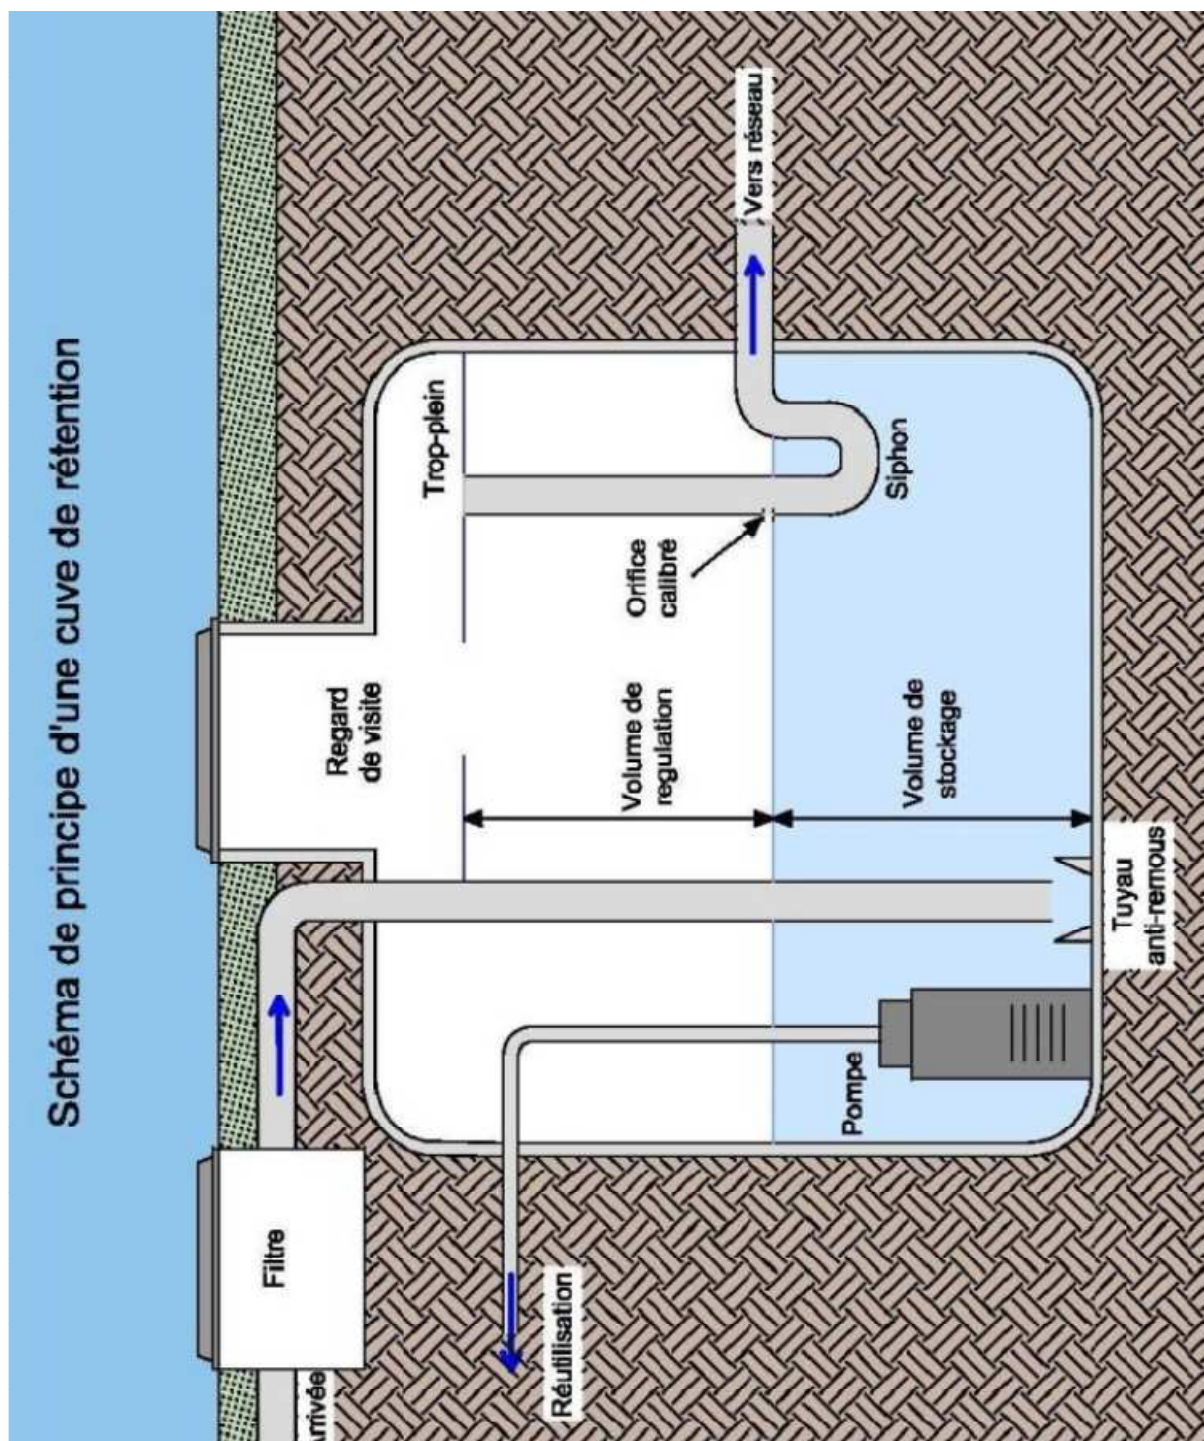 Schéma de principe d'une cuve de rétention
Arrivée
Filtre
Regard
de visite
Trop-plein
Réutilisation
Volume de
regulation
Orifice
calibré
Vers réseau
Pompe
Volume de
stockage
Siphon
Tuyau
anti-remous